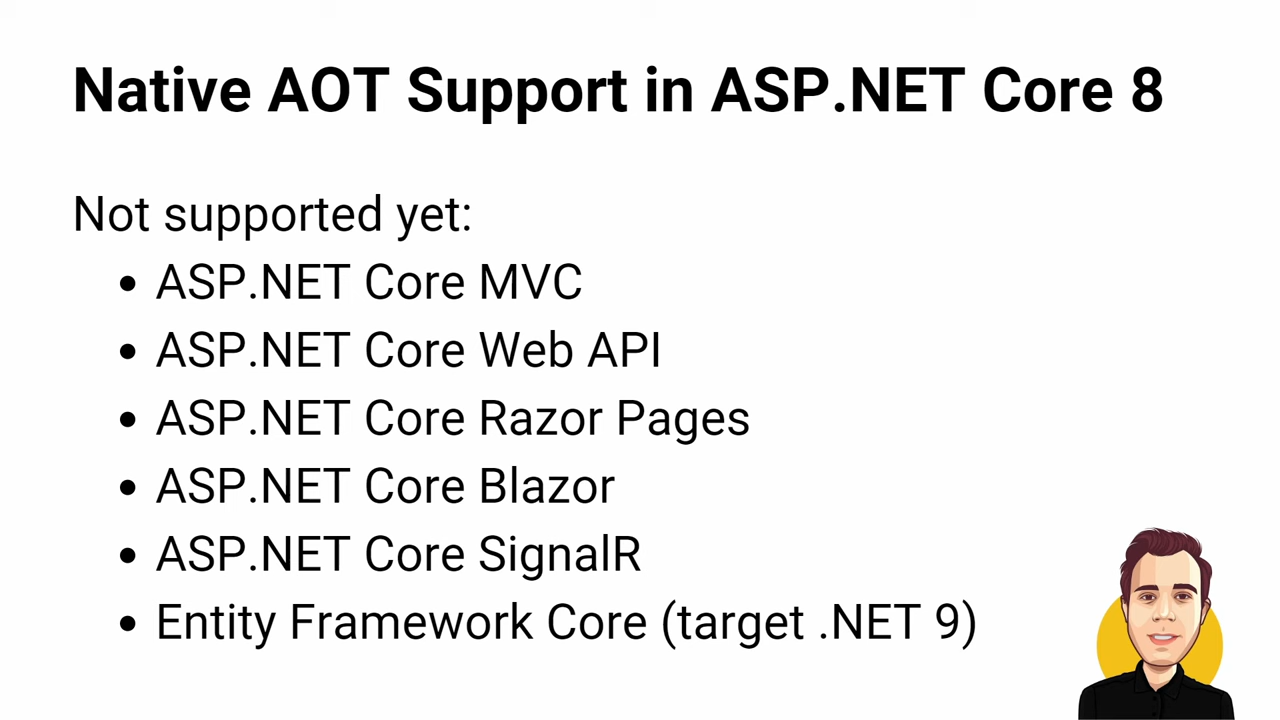 Native AOT Support in ASP.NET Core 8
Not supported yet:
• ASP.NET Core MVC
• ASP.NET Core Web API
• ASP.NET Core Razor Pages
• ASP.NET Core Blazor
• ASP.NET Core SignalR
• Entity Framework Core (target .NET 9)